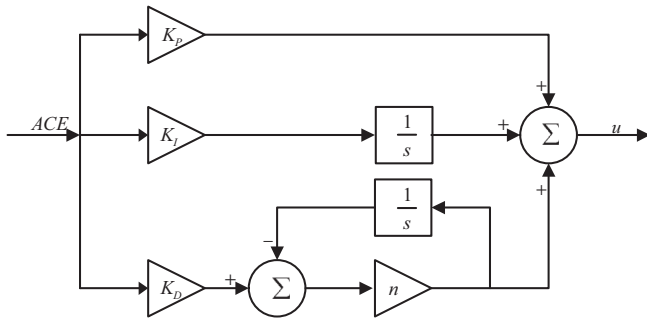 K_P
+
ACE
K_I
1
s
+
Σ
u
1
s
+
−
K_D
+
Σ
n